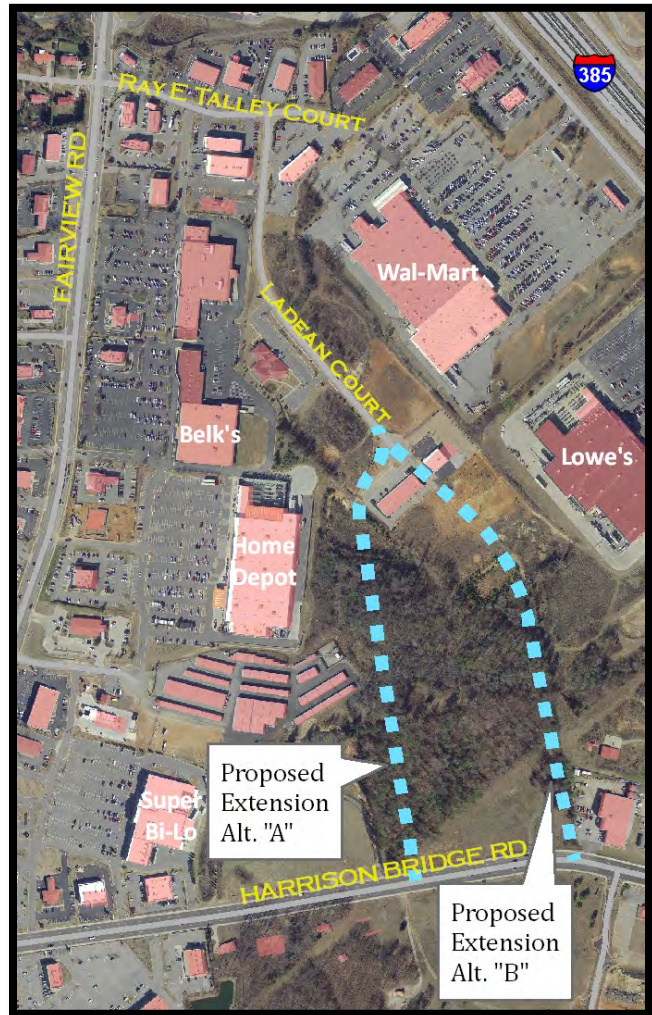 385
RAY E TALLEY COURT
FAIRVIEW RD
Wal-Mart
LADEAN COURT
Belk's
Lowe's
Home
Depot
Proposed
Extension
Alt. "A"
Super
Bi-Lo
HARRISON BRIDGE RD
Proposed
Extension
Alt. "B"